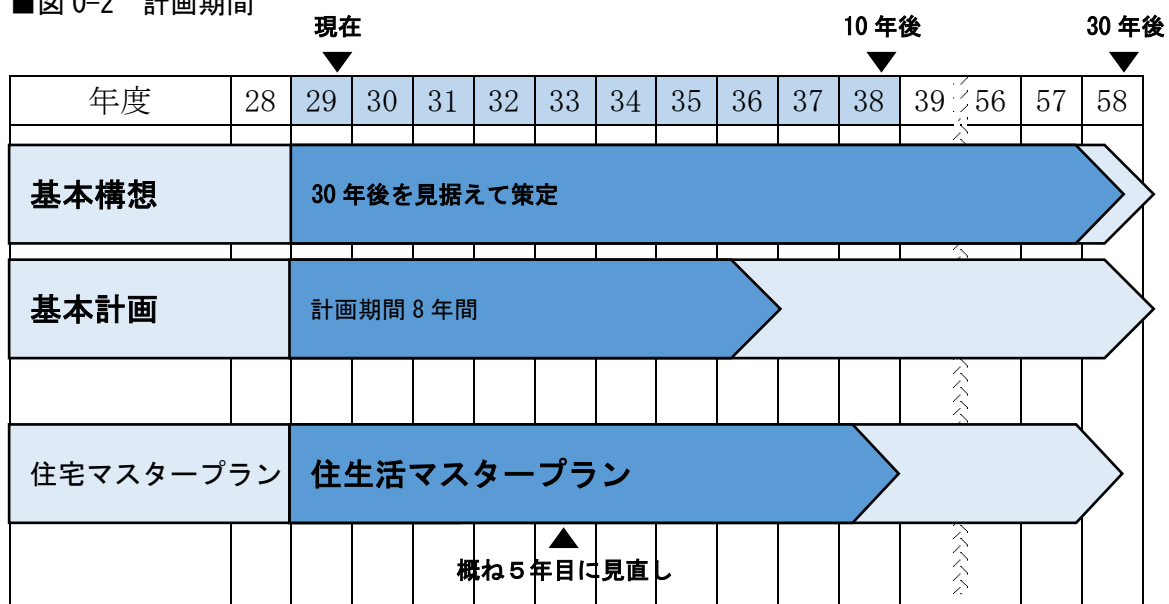 ■図 0-2 計画期間
現在 10 年後 30 年後
年度 28 29 30 31 32 33 34 35 36 37 38 39 56 57 58
基本構想 30 年後を見据えて策定
基本計画 計画期間 8 年間
住宅マスタープラン 住生活マスタープラン
概ね５年目に見直し